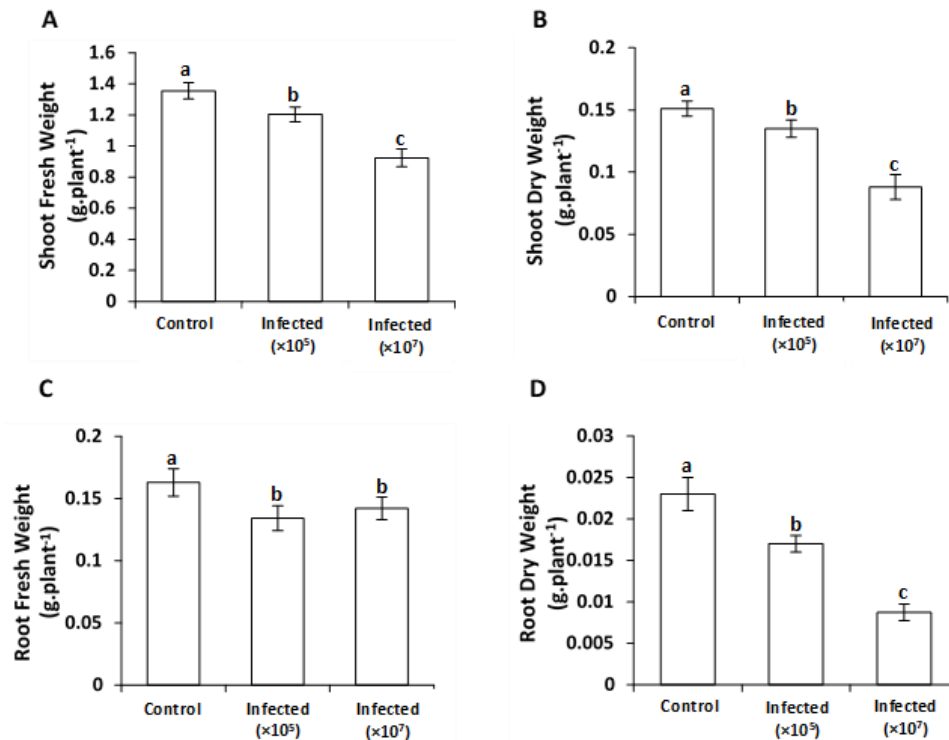 A
Shoot Fresh Weight
(g.plant⁻¹)
1.6
1.4
1.2
1
0.8
0.6
0.4
0.2
0
a
b
c
Control
Infected
(×10⁵)
Infected
(×10⁷)
B
Shoot Dry Weight
(g.plant⁻¹)
0.2
0.15
0.1
0.05
0
a
b
c
Control
Infected
(×10⁵)
Infected
(×10⁷)
C
Root Fresh Weight
(g.plant⁻¹)
0.2
0.15
0.1
0.05
0
a
b
b
Control
Infected
(×10⁵)
Infected
(×10⁷)
D
Root Dry Weight
(g.plant⁻¹)
0.03
0.025
0.02
0.015
0.01
0.005
0
a
b
c
Control
Infected
(×10⁵)
Infected
(×10⁷)